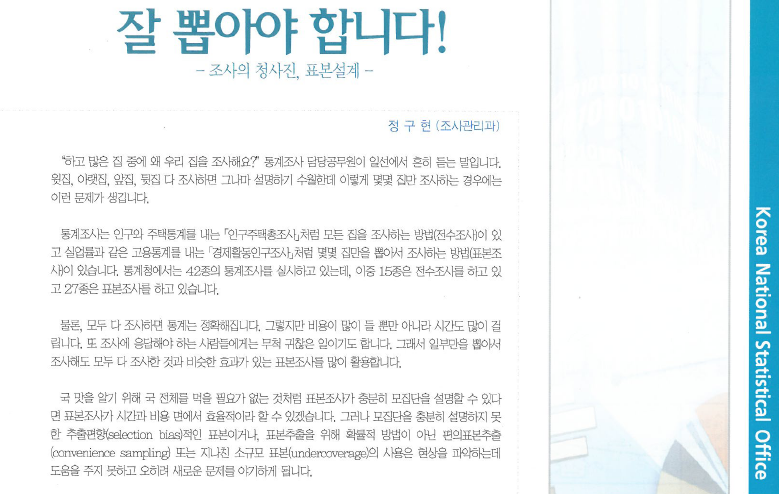 잘 뽑아야 합니다!
- 조사의 청사진, 표본설계 -
정 구 현 (조사관리과)
"하고 많은 집 중에 왜 우리 집을 조사해요?" 통계조사 담당공무원이 일선에서 흔히 듣는 말입니다.
윗집, 아랫집, 앞집, 뒷집 다 조사하면 그나마 설명하기 수월한데 이렇게 몇몇 집만 조사하는 경우에는
이런 문제가 생깁니다.
통계조사는 인구와 주택통계를 내는 「인구주택총조사」처럼 모든 집을 조사하는 방법(전수조사)이 있
고 실업률과 같은 고용통계를 내는 「경제활동인구조사」처럼 몇몇 집만을 뽑아서 조사하는 방법(표본조
사)이 있습니다. 통계청에서는 42종의 통계조사를 실시하고 있는데, 이중 15종은 전수조사를 하고 있
고 27종은 표본조사를 하고 있습니다.
물론, 모두 다 조사하면 통계는 정확해집니다. 그렇지만 비용이 많이 들 뿐만 아니라 시간도 많이 걸
립니다. 또 조사에 응답해야 하는 사람들에게는 무척 귀찮은 일이기도 합니다. 그래서 일부만을 뽑아서
조사해도 모두 다 조사한 것과 비슷한 효과가 있는 표본조사를 많이 활용합니다.
국 맛을 알기 위해 국 전체를 먹을 필요가 없는 것처럼 표본조사가 충분히 모집단을 설명할 수 있다
면 표본조사가 시간과 비용 면에서 효율적이라 할 수 있겠습니다. 그러나 모집단을 충분히 설명하지 못
한 추출편향(selection bias)적인 표본이거나, 표본추출을 위해 확률적 방법이 아닌 편의표본추출
(convenience sampling) 또는 지나친 소규모 표본(undercoverage)의 사용은 현상을 파악하는데
도움을 주지 못하고 오히려 새로운 문제를 야기하게 됩니다.
Korea National Statistical Office